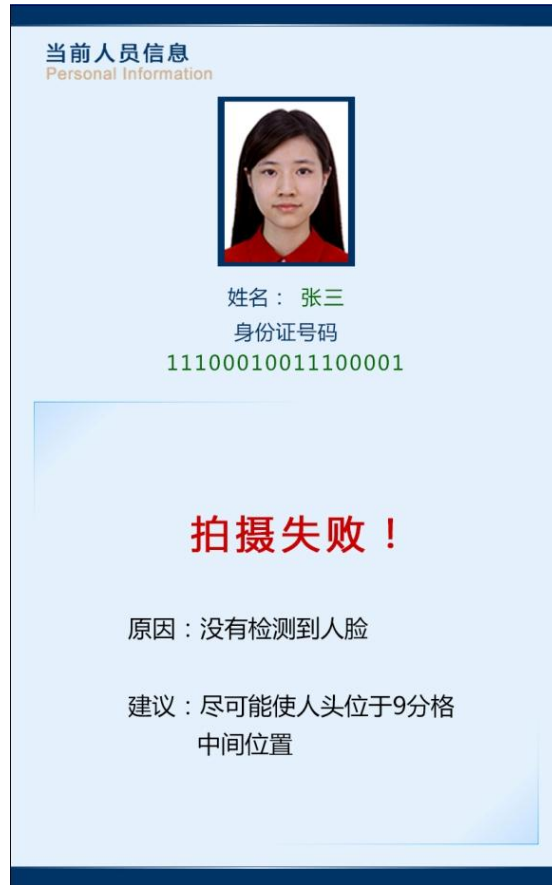 当前人员信息
Personal Information
姓名： 张三
身份证号码
11100010011100001
拍摄失败！
原因：没有检测到人脸
建议：尽可能使人头位于9分格
中间位置